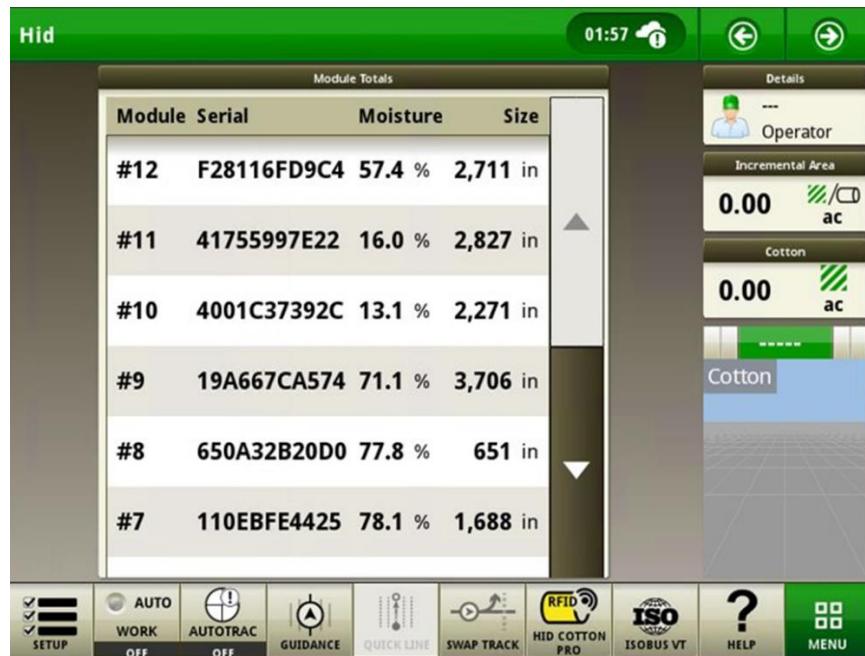 Hid
01:57
Module Totals
Module Serial Moisture Size
#12 F28116FD9C4 57.4 % 2,711 in
#11 41755997E22 16.0 % 2,827 in
#10 4001C37392C 13.1 % 2,271 in
#9 19A667CA574 71.1 % 3,706 in
#8 650A32B20D0 77.8 % 651 in
#7 110EBFE4425 78.1 % 1,688 in
Details
---
Operator
Incremental Area
0.00 ac
Cotton
0.00 ac
-----
Cotton
SETUP
AUTO
WORK
OFF
AUTOTRAC
OFF
GUIDANCE
QUICK LINE
SWAP TRACK
RFID
HID COTTON
PRO
ISO
ISOBUS VT
?
HELP
MENU